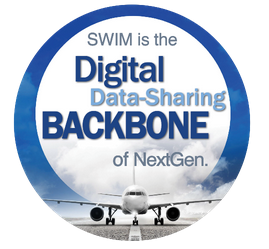 SWIM is the
Digital
Data-Sharing
BACKBONE
of NextGen.